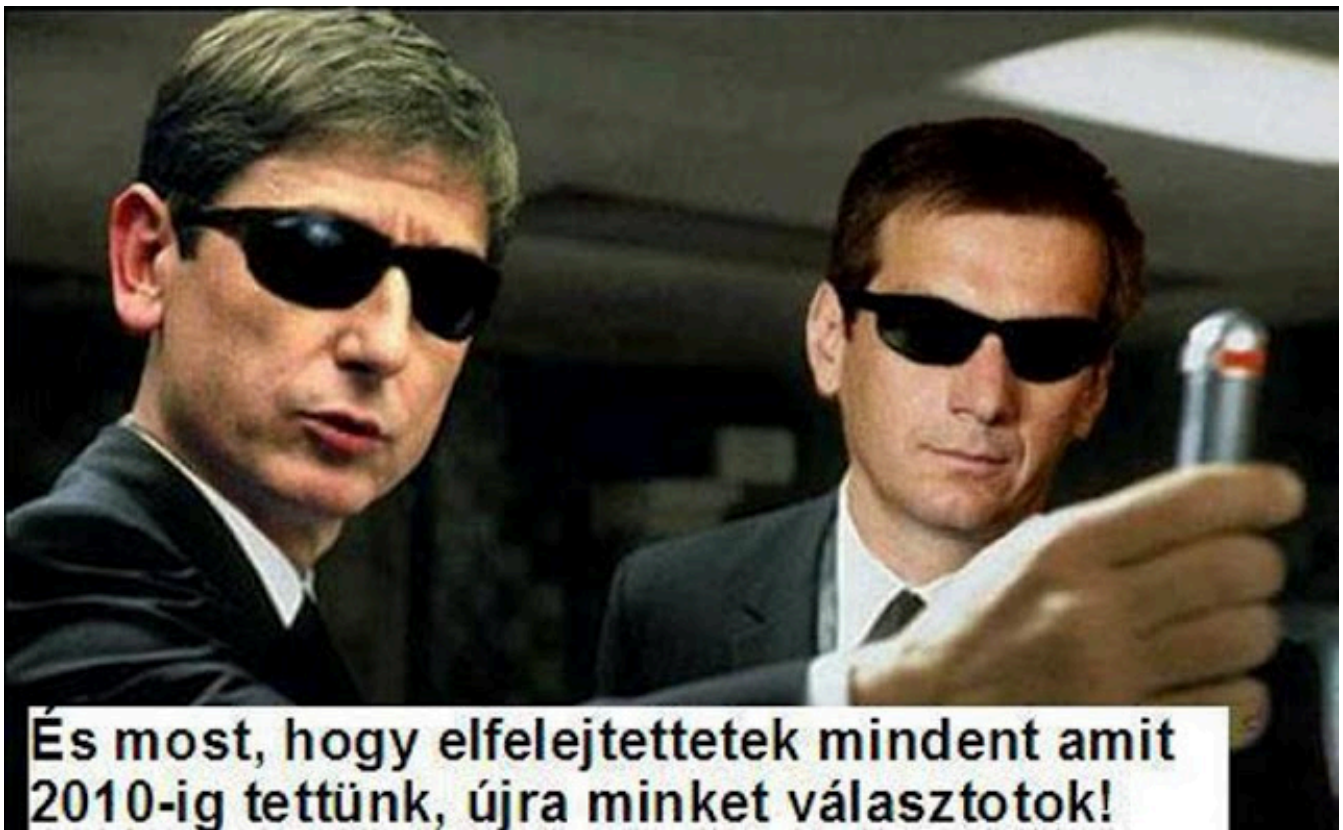 És most, hogy elfelejtettetek mindent amit
2010-ig tettünk, újra minket választotok!